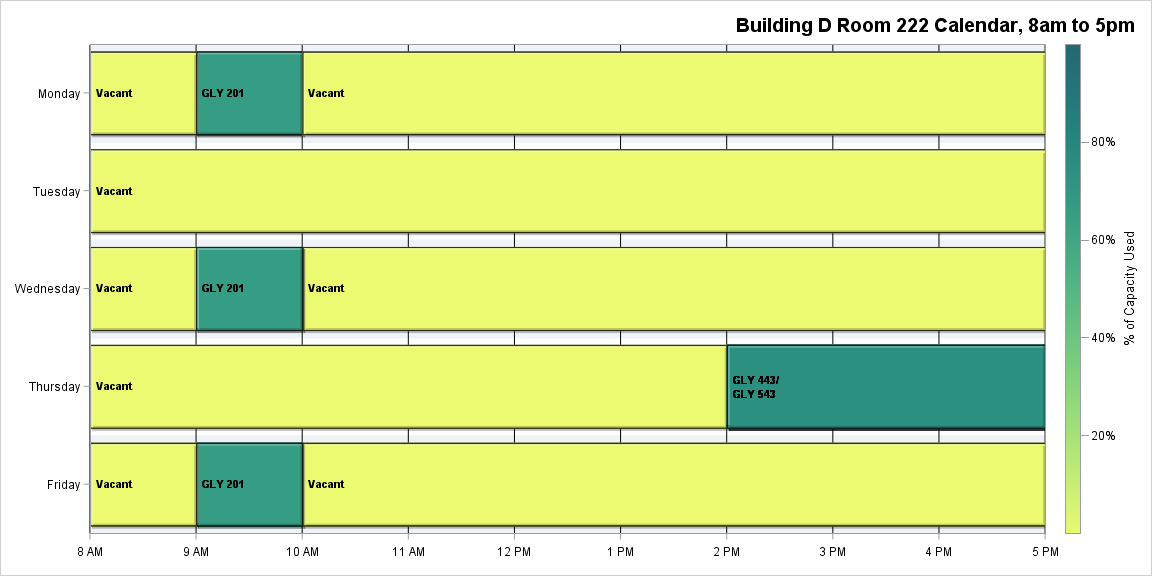 Building D Room 222 Calendar, 8am to 5pm
Monday
Vacant
GLY 201
Vacant
Tuesday
Vacant
Wednesday
Vacant
GLY 201
Vacant
Thursday
Vacant
GLY 443/
GLY 543
Friday
Vacant
GLY 201
Vacant
8 AM
9 AM
10 AM
11 AM
12 PM
1 PM
2 PM
3 PM
4 PM
5 PM
80%
60%
40%
20%
% of Capacity Used